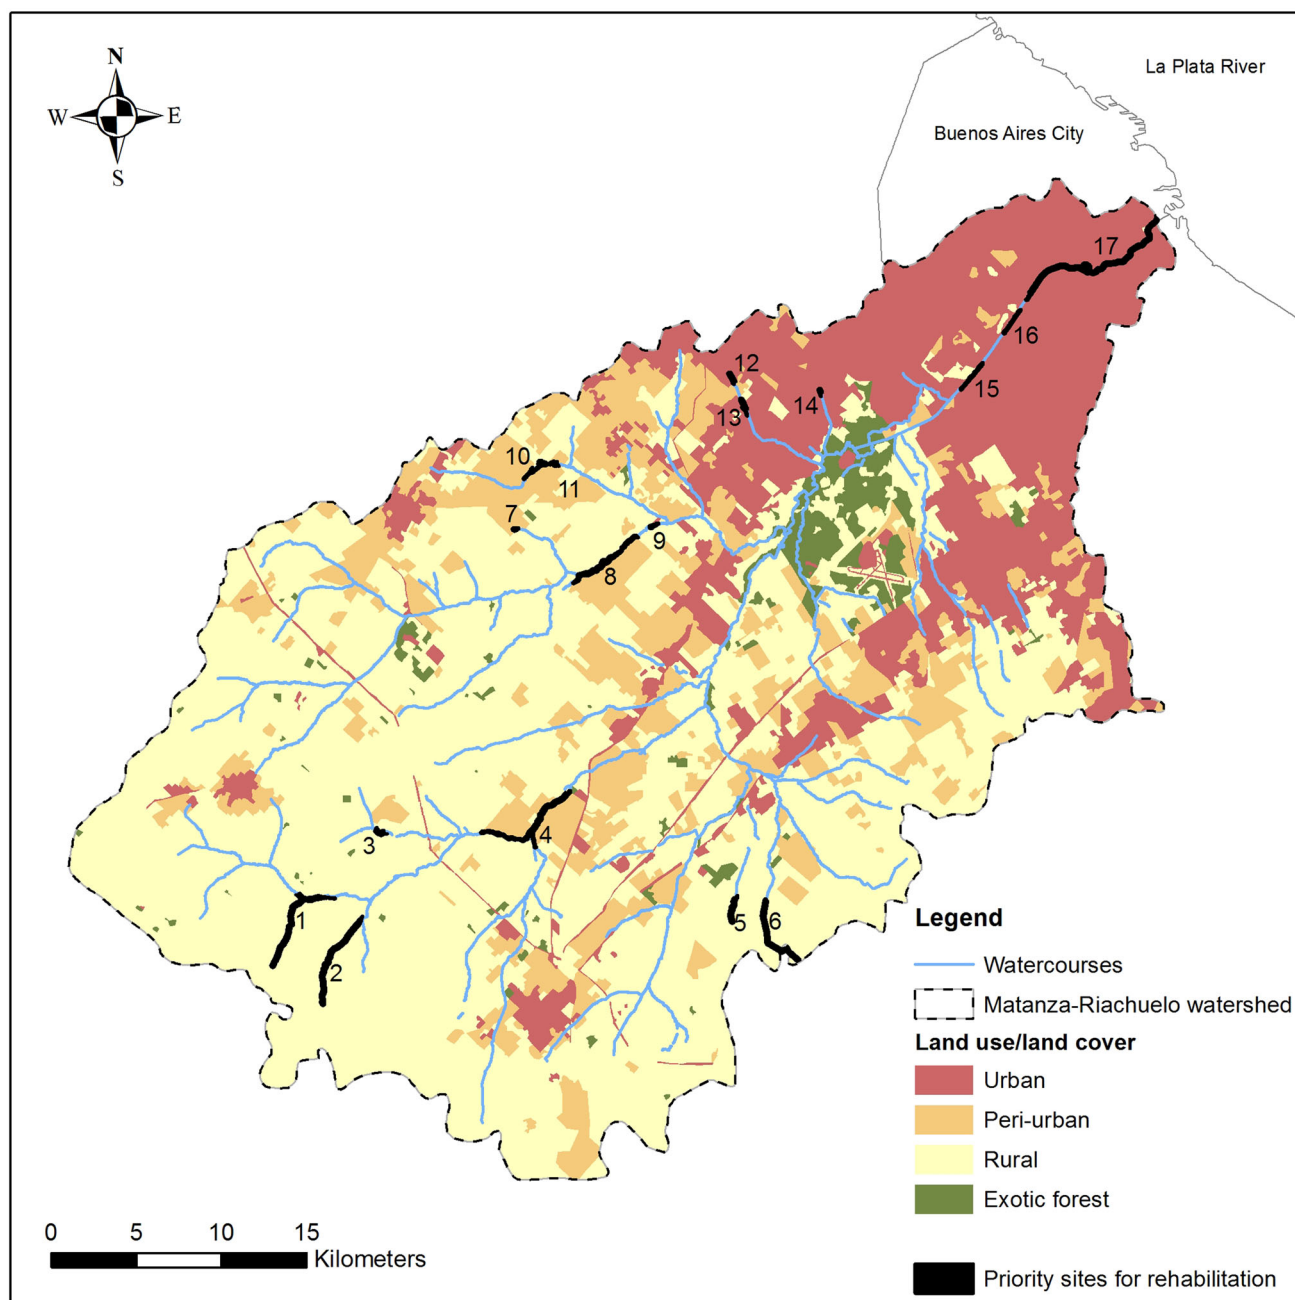 N
W E
S
La Plata River
Buenos Aires City
17
16
15
12
13
14
10
11
7
9
8
3
4
1
2
5
6
Legend
Watercourses
Matanza-Riachuelo watershed
Land use/land cover
Urban
Peri-urban
Rural
Exotic forest
Priority sites for rehabilitation
0 5 10 15
Kilometers